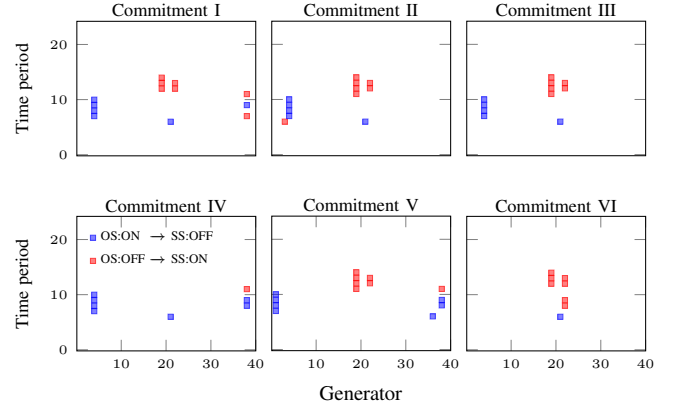 Commitment I Commitment II Commitment III
20
10
0
Time period
Commitment IV Commitment V Commitment VI
OS:ON → SS:OFF
OS:OFF → SS:ON
20
10
0
Time period
10 20 30 40 10 20 30 40 10 20 30 40
Generator